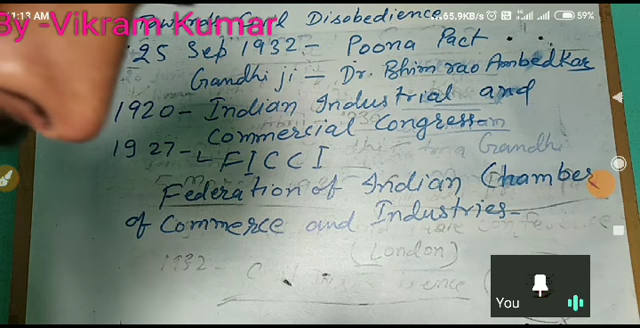 11:13 AM
65.9KB/s
59%
By -Vikram Kumar
Towards Civil Disobedience
25 Sep 1932 - Poona Pact
Gandhi ji - Dr. Bhim rao Ambedkar
1920 - Indian Industrial and
Commercial Congress
1927 - FICCI
Federation of Indian Chamber
of Commerce and Industries-
(London)
1932 -
You